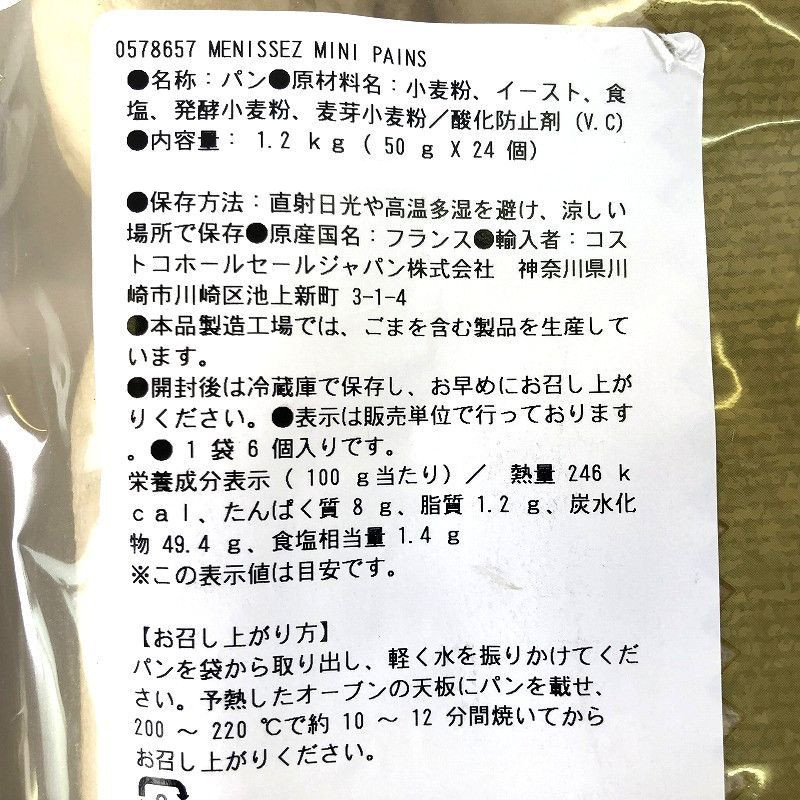 0578657 MENISSEZ MINI PAINS
●名称：パン●原材料名：小麦粉、イースト、食
塩、発酵小麦粉、麦芽小麦粉／酸化防止剤 (V.C)
●内容量： 1.2 ｋｇ ( 50 ｇ X 24 個)
●保存方法：直射日光や高温多湿を避け、涼しい
場所で保存●原産国名：フランス●輸入者：コス
トコホールセールジャパン株式会社　神奈川県川
崎市川崎区池上新町 3-1-4
●本品製造工場では、ごまを含む製品を生産して
います。
●開封後は冷蔵庫で保存し、お早めにお召し上が
りください。●表示は販売単位で行っております
。● 1 袋 6 個入りです。
栄養成分表示 ( 100 ｇ当たり) ／　熱量 246 ｋ
ｃａｌ、たんぱく質 8 ｇ、脂質 1.2 ｇ、炭水化
物 49.4 ｇ、食塩相当量 1.4 ｇ
※この表示値は目安です。
【お召し上がり方】
パンを袋から取り出し、軽く水を振りかけてくだ
さい。予熱したオーブンの天板にパンを載せ、
200 ～ 220 ℃で約 10 ～ 12 分間焼いてから
お召し上がりください。